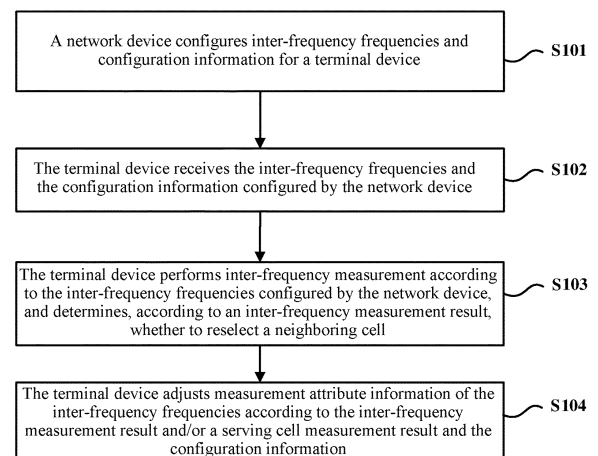 A network device configures inter-frequency frequencies and
configuration information for a terminal device
S101
The terminal device receives the inter-frequency frequencies and
the configuration information configured by the network device
S102
The terminal device performs inter-frequency measurement according
to the inter-frequency frequencies configured by the network device,
and determines, according to an inter-frequency measurement result,
whether to reselect a neighboring cell
S103
The terminal device adjusts measurement attribute information of the
inter-frequency frequencies according to the inter-frequency
measurement result and/or a serving cell measurement result and the
configuration information
S104